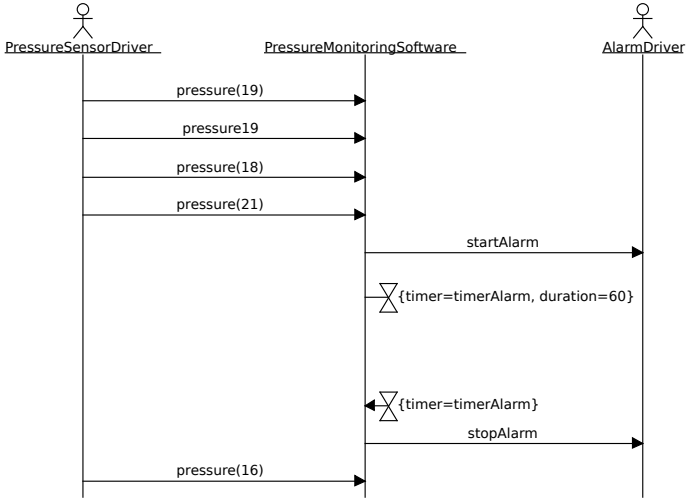 PressureSensorDriver PressureMonitoringSoftware AlarmDriver
pressure(19)
pressure19
pressure(18)
pressure(21)
startAlarm
{timer=timerAlarm, duration=60}
{timer=timerAlarm}
stopAlarm
pressure(16)